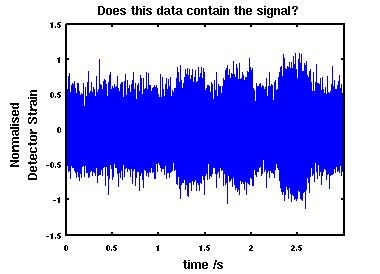 Does this data contain the signal?
1.5
1
0.5
0
-0.5
-1
-1.5
Normalised
Detector Strain
0 0.5 1 1.5 2 2.5
time /s